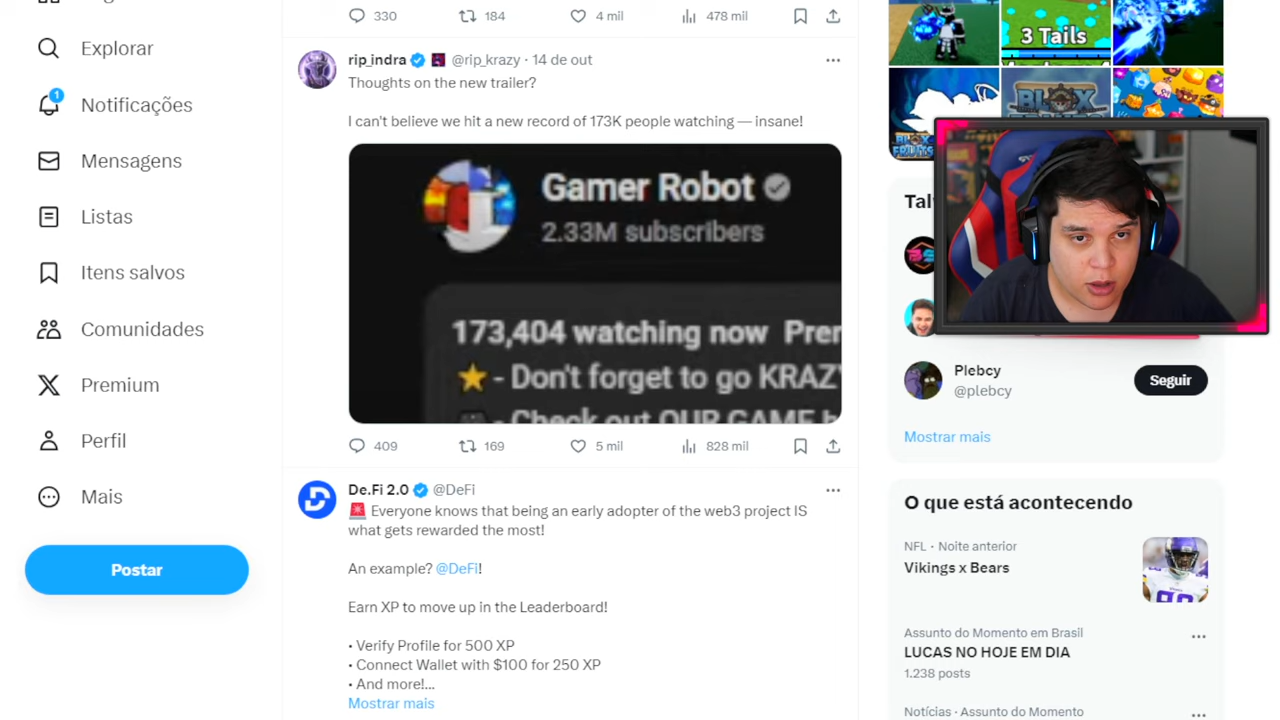 Explorar
1
Notificações
Mensagens
Listas
Itens salvos
Comunidades
Premium
Perfil
Mais
Postar
330
184
4 mil
478 mil
rip_indra @rip_krazy · 14 de out
Thoughts on the new trailer?
I can't believe we hit a new record of 173K people watching — insane!
Gamer Robot
2.33M subscribers
173,404 watching now Prer
- Don't forget to go KRAZY
- Check out OUR GAME
409
169
5 mil
828 mil
De.Fi 2.0 @DeFi
Everyone knows that being an early adopter of the web3 project IS
what gets rewarded the most!
An example? @DeFi!
Earn XP to move up in the Leaderboard!
• Verify Profile for 500 XP
• Connect Wallet with $100 for 250 XP
• And more!...
Mostrar mais
3 Tails
BLOX
FRUITS
Tal
Plebcy
@plebcy
Seguir
Mostrar mais
O que está acontecendo
NFL · Noite anterior
Vikings x Bears
Assunto do Momento em Brasil
LUCAS NO HOJE EM DIA
1.238 posts
Notícias · Assunto do Momento